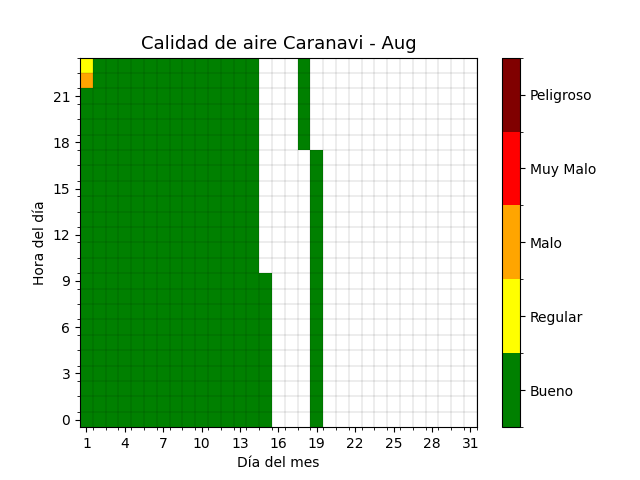 Calidad de aire Caranavi - Aug
Hora del día
21
18
15
12
9
6
3
0
1 4 7 10 13 16 19 22 25 28 31
Día del mes
Peligroso
Muy Malo
Malo
Regular
Bueno